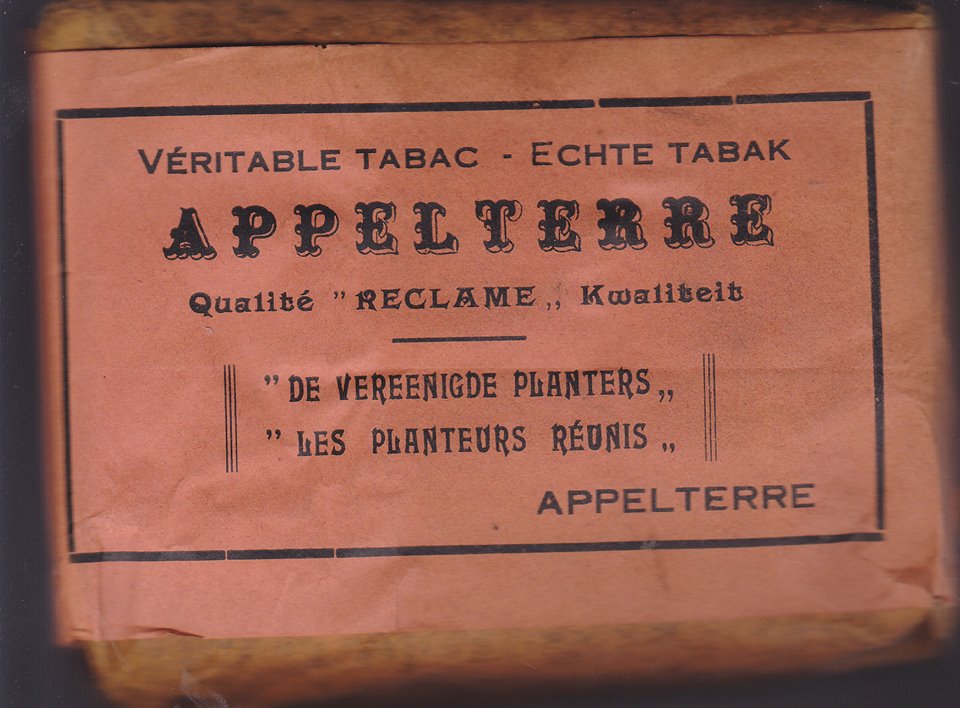 VÉRITABLE TABAC - ECHTE TABAK
APPELTERRE
Qualité ” RECLAME „ Kwaliteit
” DE VEREENIGDE PLANTERS „
” LES PLANTEURS RÉUNIS „
APPELTERRE